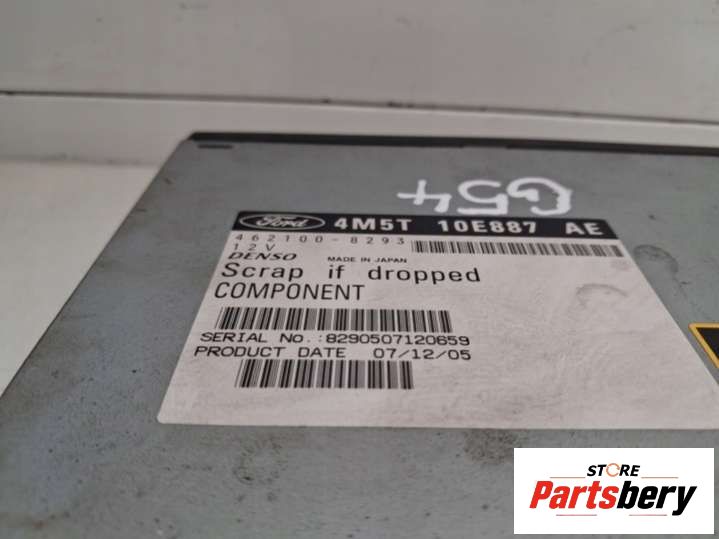 G54
Ford 4M5T 10E887 AE
462100-8293
12V
DENSO MADE IN JAPAN
Scrap if dropped
COMPONENT
SERIAL No.:8290507120659
PRODUCT DATE 07/12/05
STORE
Partsbery